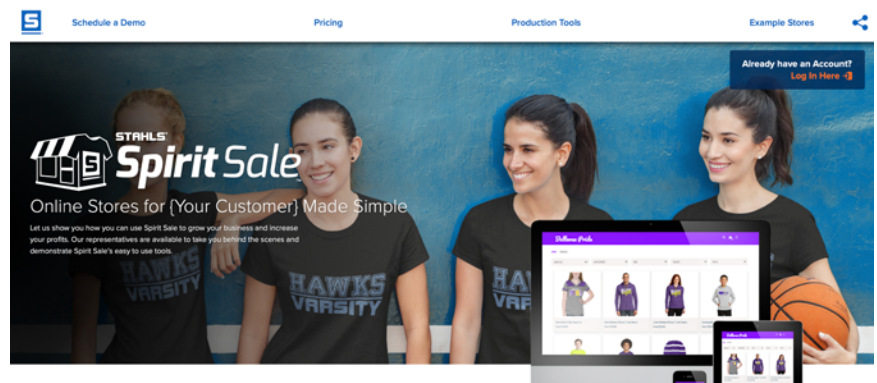 S
Schedule a Demo
Pricing
Production Tools
Example Stores
Already have an Account?
Log In Here
STAHLS'
S
Spirit Sale
Online Stores for {Your Customer} Made Simple
Let us show you how you can use Spirit Sale to grow your business and increase
your profits. Our representatives are available to take you behind the scenes and
demonstrate Spirit Sale's easy to use tools.
HAWKS
VARSITY
HAWKS
VARSITY
HA
VAR